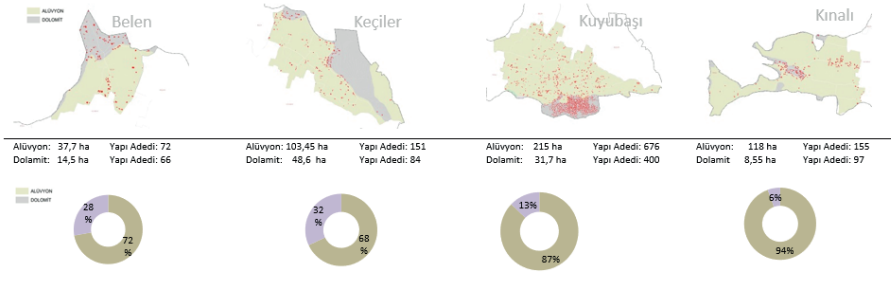 ALÜVYON
DOLOMİT
Belen
Keçiler
Kuyubaşı
Kınalı
Alüvyon: 37,7 ha Yapı Adedi: 72
Dolamit: 14,5 ha Yapı Adedi: 66
Alüvyon: 103,45 ha Yapı Adedi: 151
Dolamit: 48,6 ha Yapı Adedi: 84
Alüvyon: 215 ha Yapı Adedi: 676
Dolamit: 31,7 ha Yapı Adedi: 400
Alüvyon: 118 ha Yapı Adedi: 155
Dolamit 8,55 ha Yapı Adedi: 97
ALÜVYON
DOLOMİT
28
%
72
%
32
%
68
%
13%
87%
6%
94%